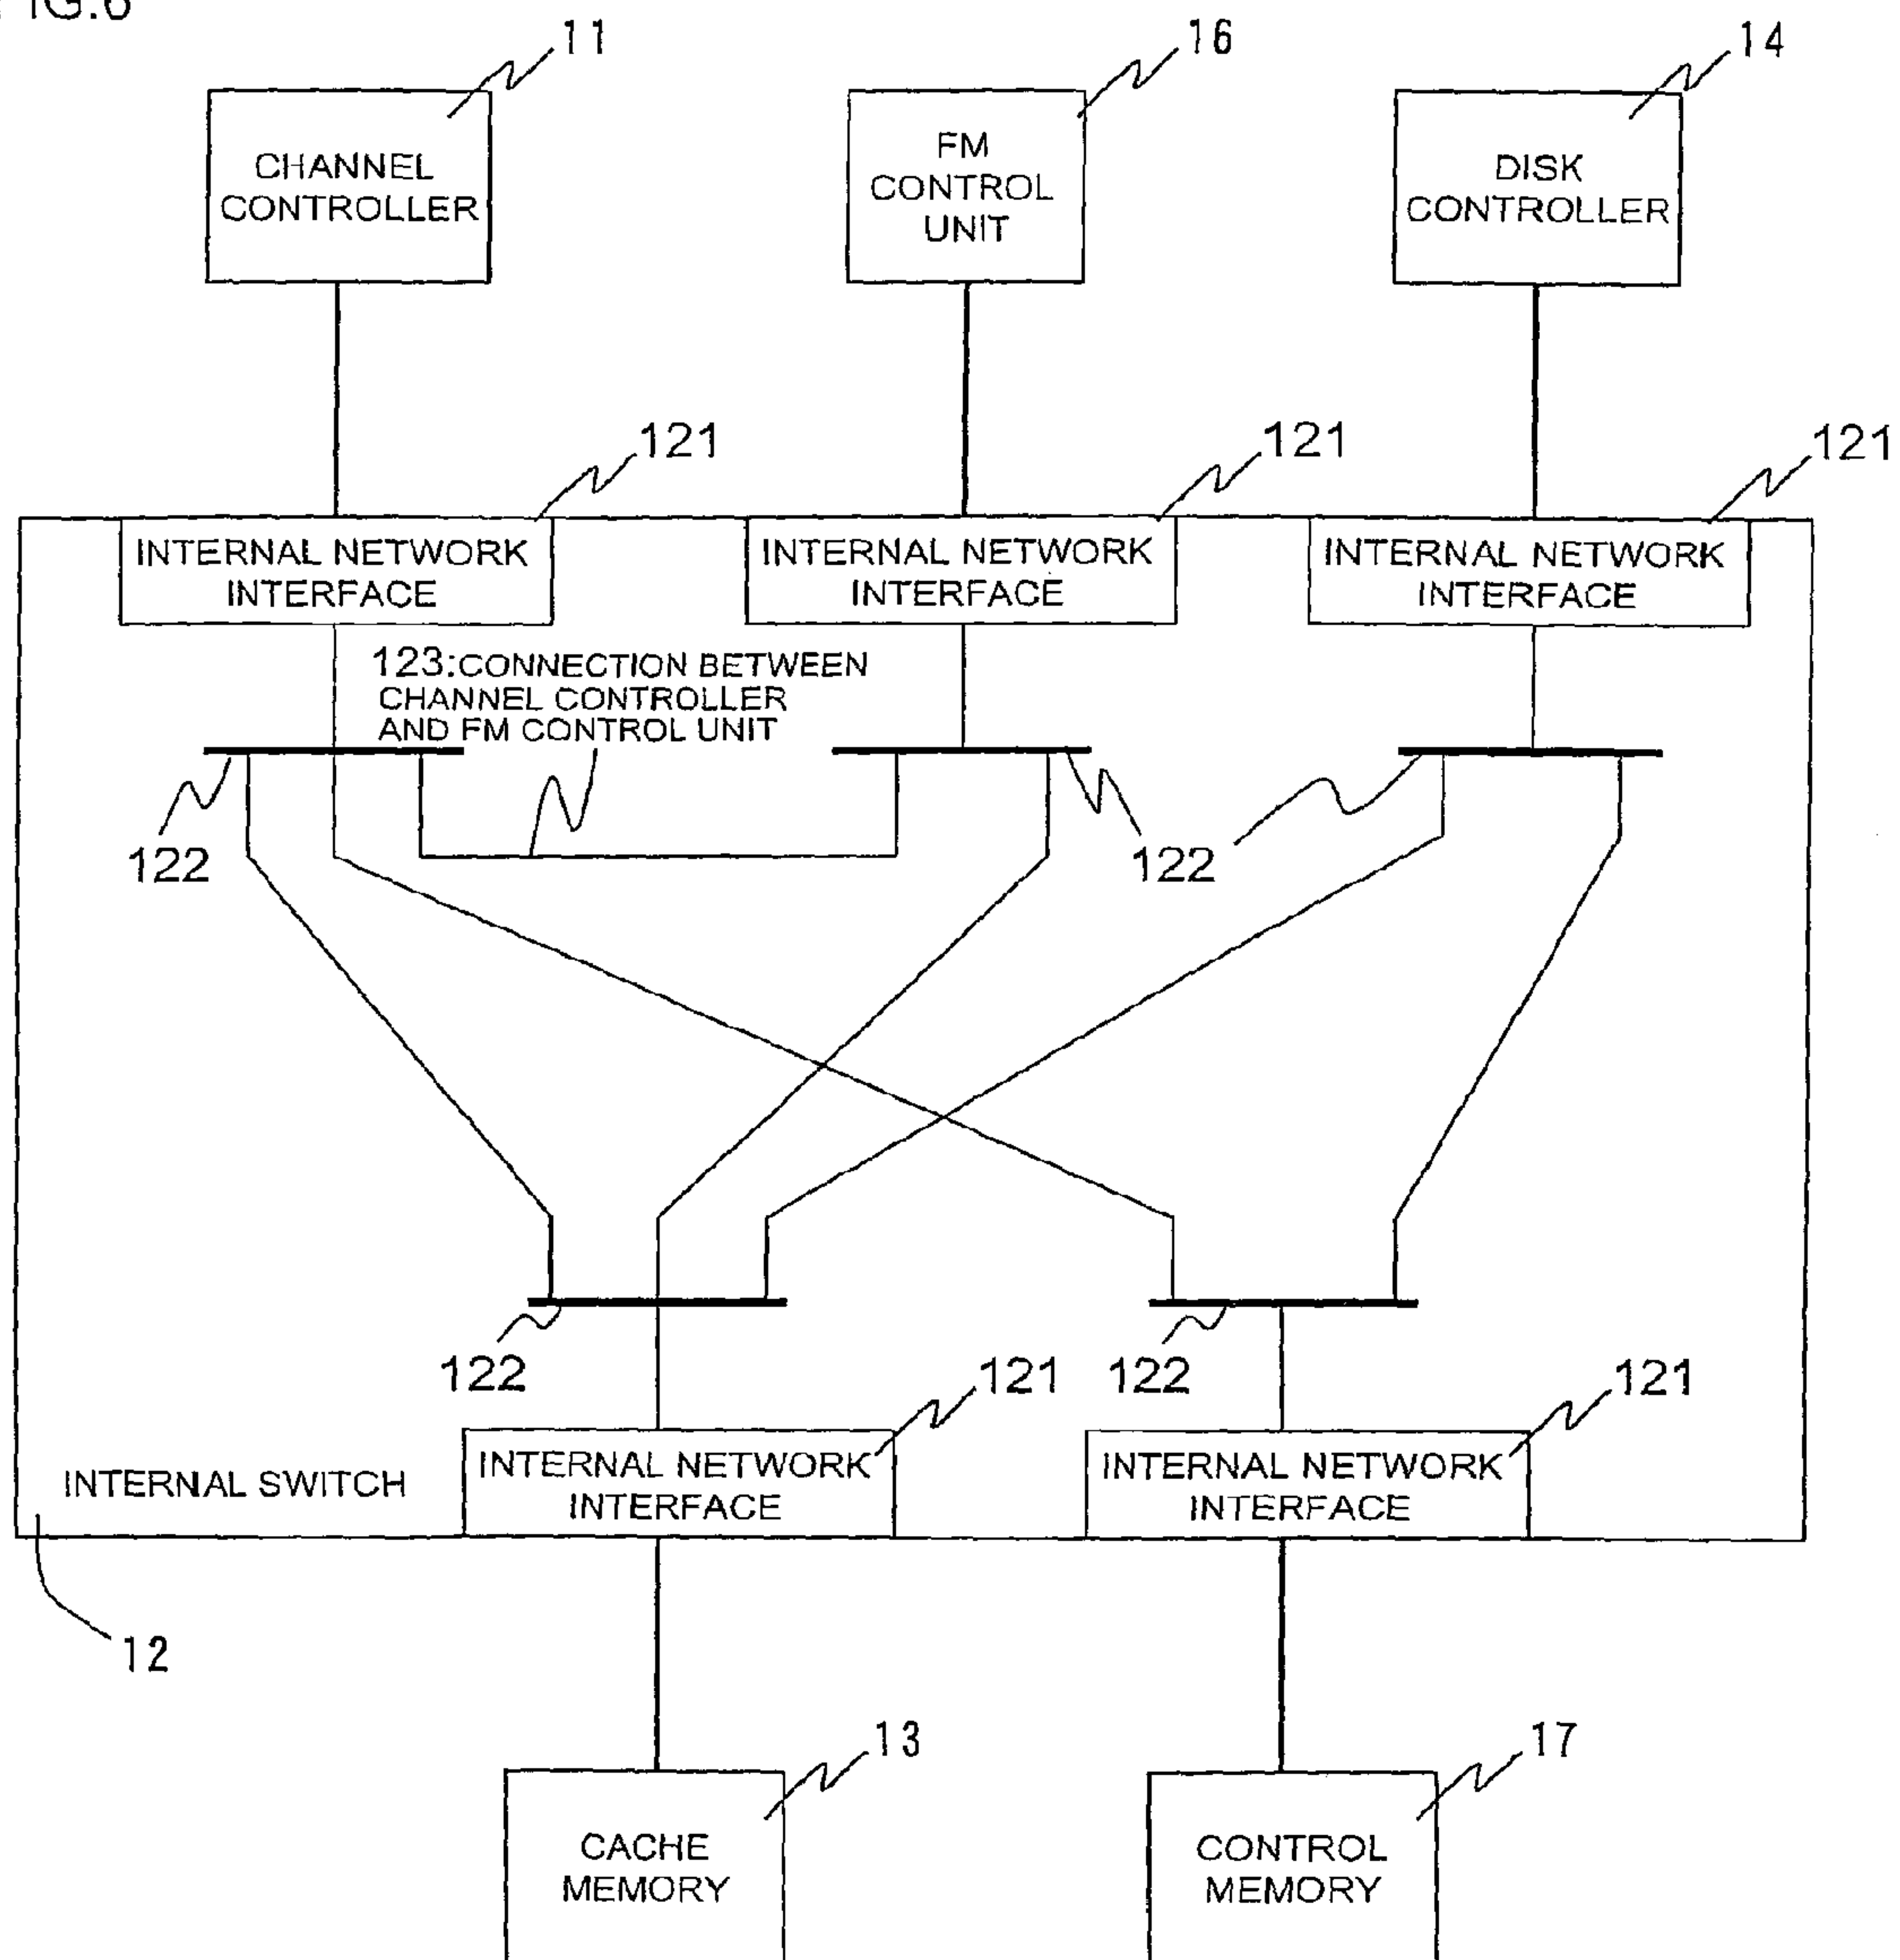 FIG.6
11
16
14
CHANNEL
CONTROLLER
FM
CONTROL
UNIT
DISK
CONTROLLER
121
121
121
INTERNAL NETWORK
INTERFACE
INTERNAL NETWORK
INTERFACE
INTERNAL NETWORK
INTERFACE
123:CONNECTION BETWEEN
CHANNEL CONTROLLER
AND FM CONTROL UNIT
122
122
122
122
121
121
INTERNAL SWITCH
INTERNAL NETWORK
INTERFACE
INTERNAL NETWORK
INTERFACE
12
13
17
CACHE
MEMORY
CONTROL
MEMORY